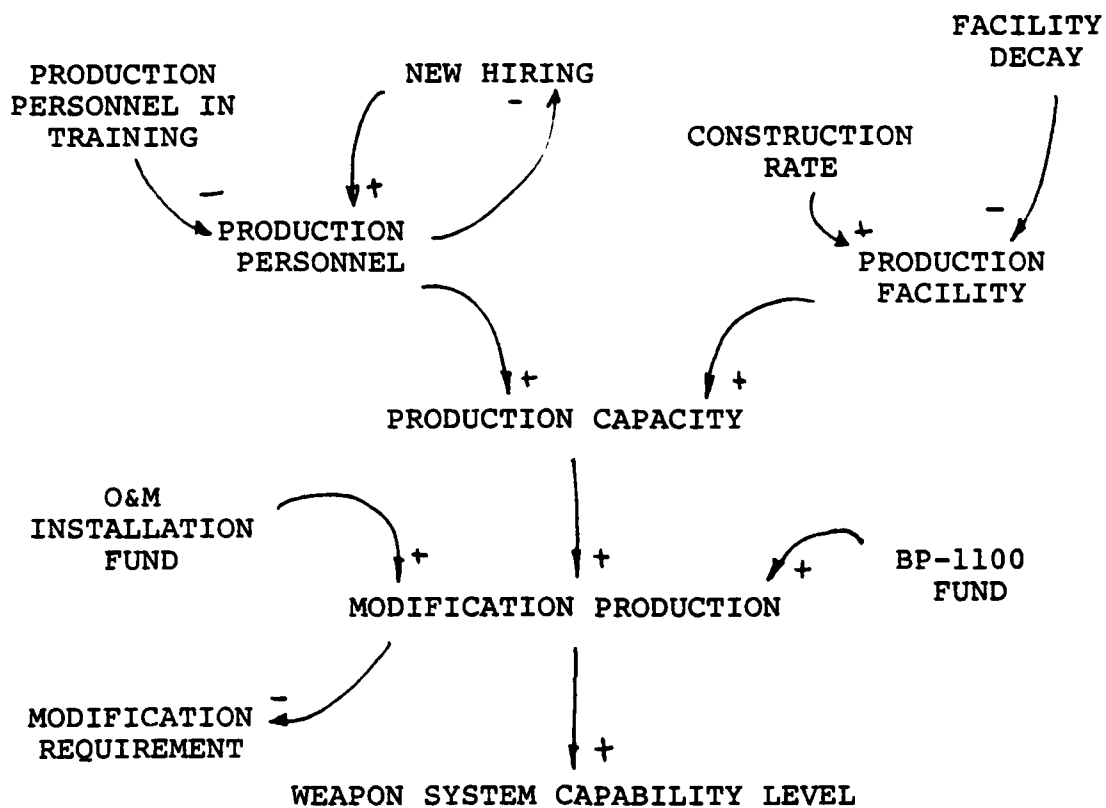 FACILITY
DECAY
PRODUCTION
PERSONNEL IN
TRAINING
NEW HIRING
-
CONSTRUCTION
RATE
-
+
-
+
PRODUCTION
PERSONNEL
PRODUCTION
FACILITY
+
+
PRODUCTION CAPACITY
O&M
INSTALLATION
FUND
+
+
+
BP-1100
FUND
MODIFICATION PRODUCTION
-
MODIFICATION
REQUIREMENT
+
WEAPON SYSTEM CAPABILITY LEVEL